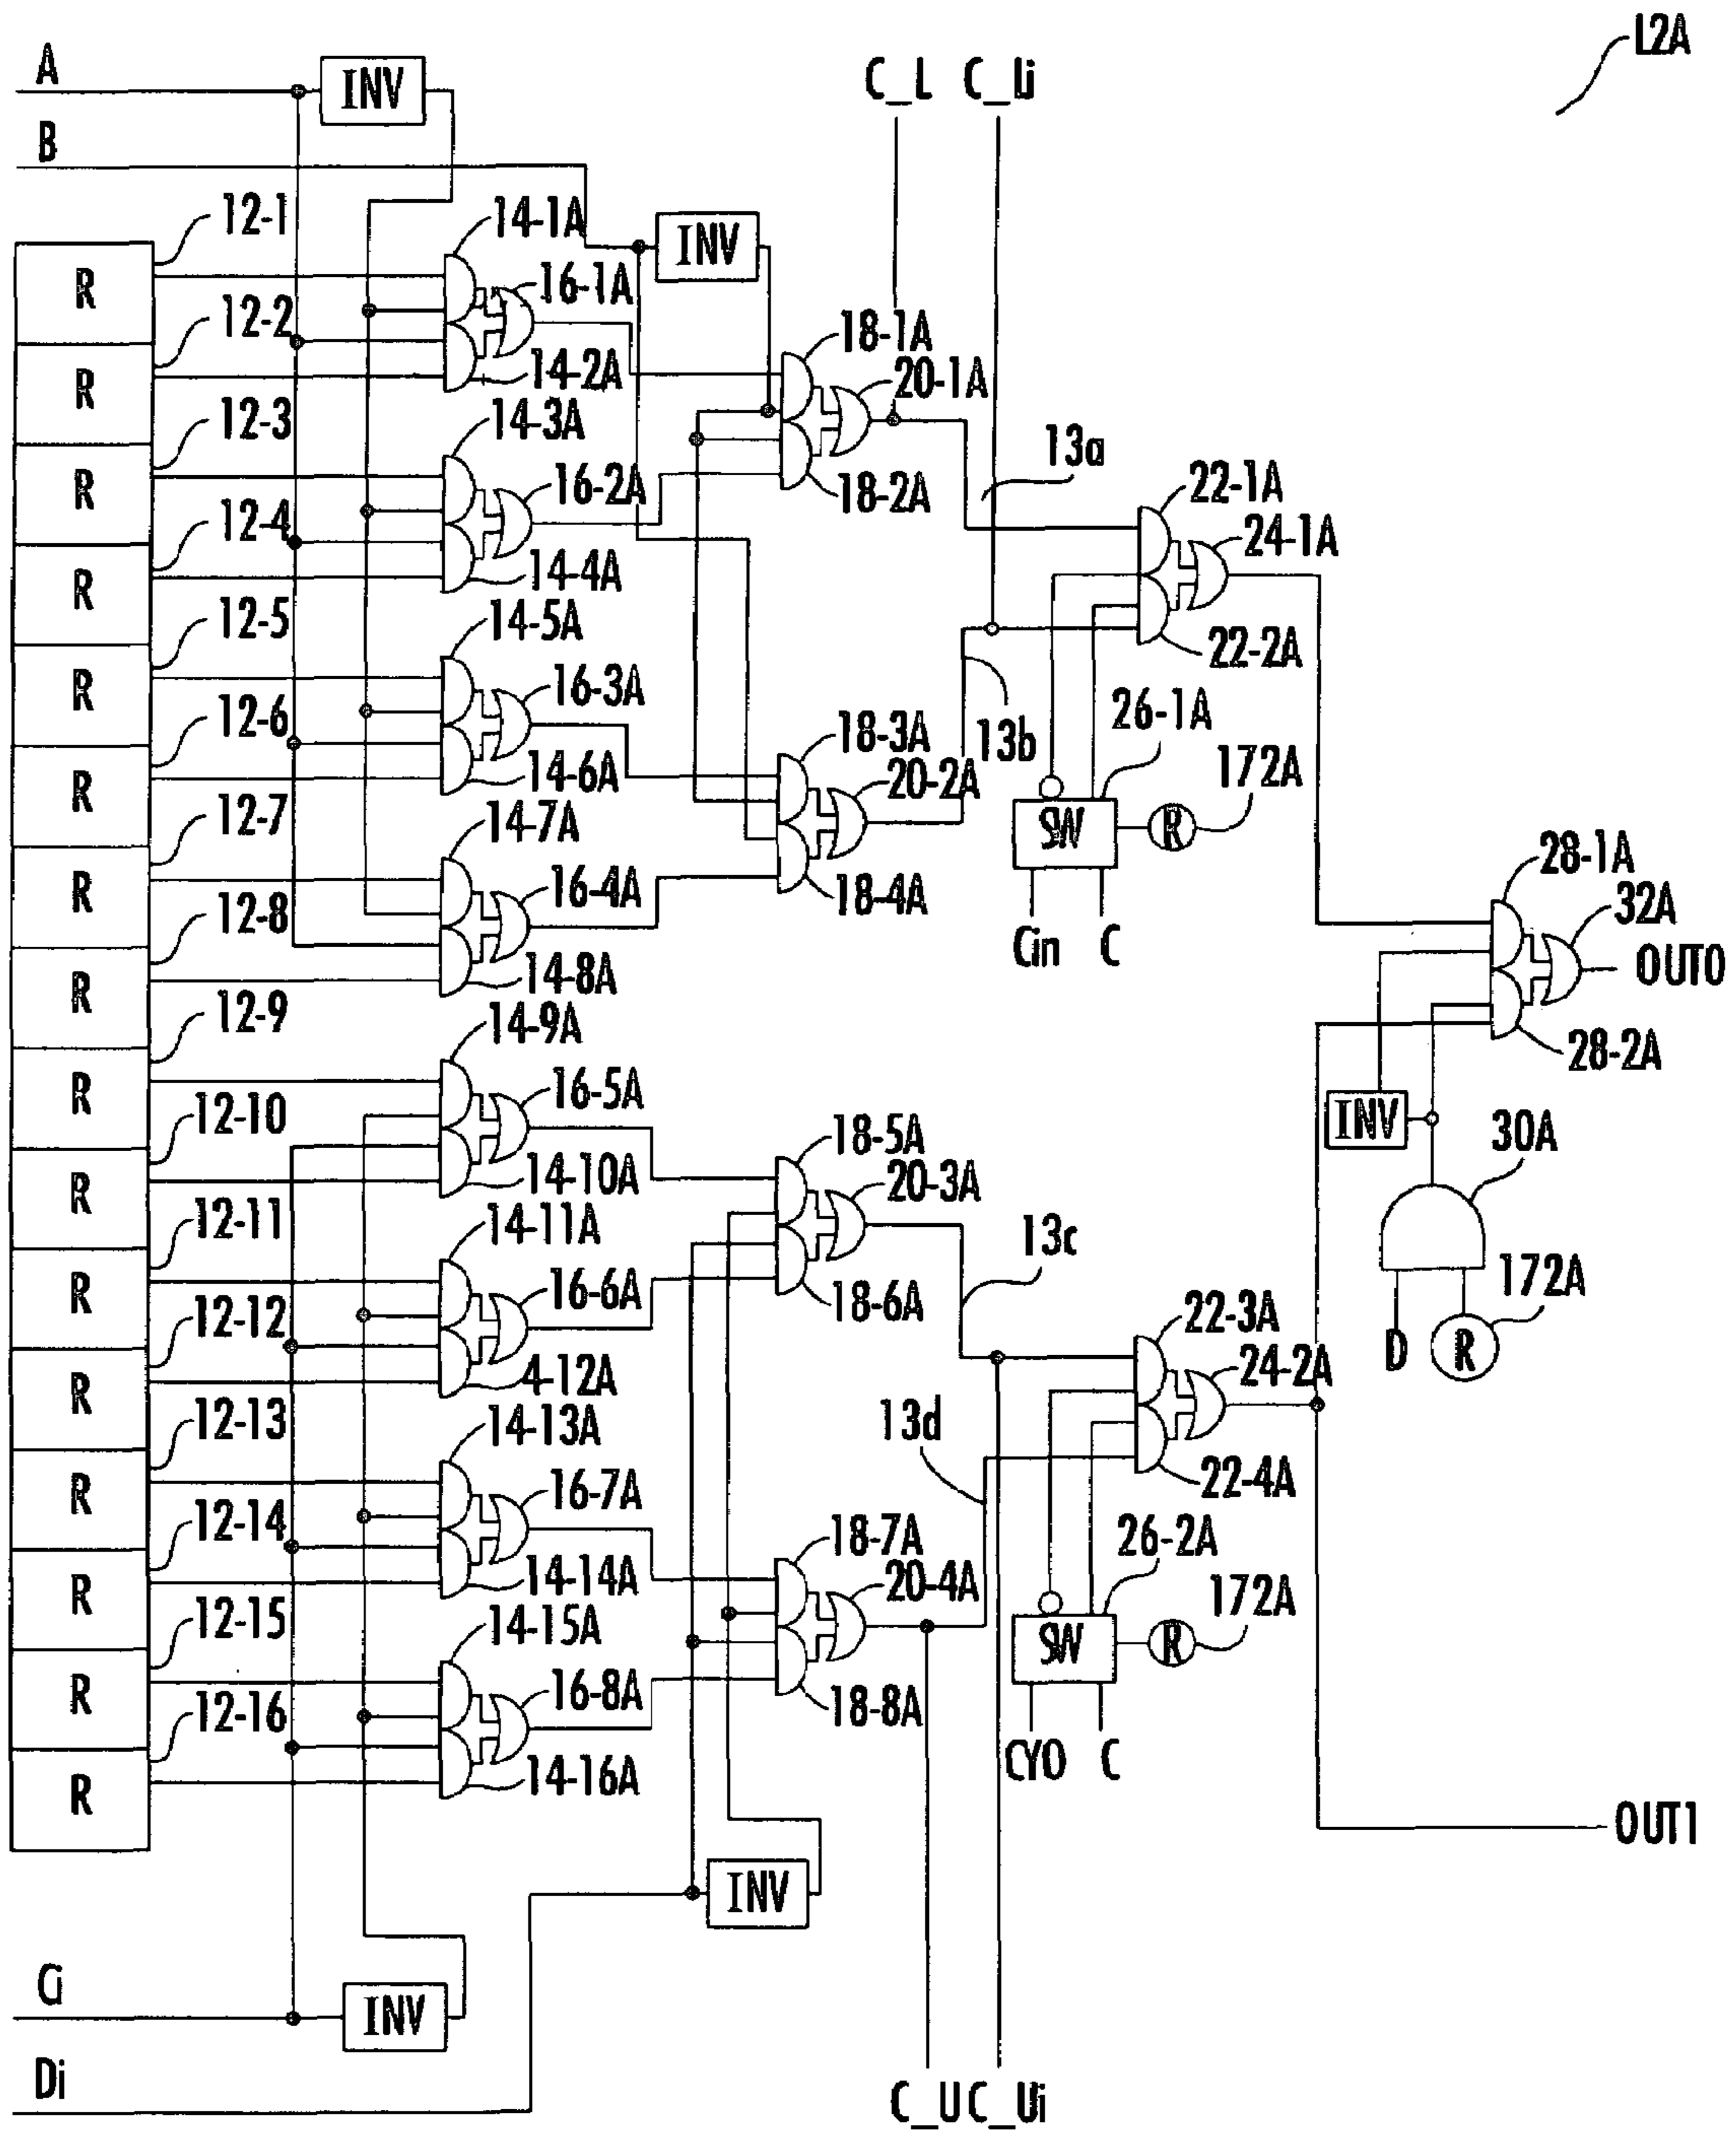 L2A
A
INV
C_L C_Li
B
12-1
14-1A
INV
R
16-1A
12-2
18-1A
R
14-2A
20-1A
12-3
14-3A
13a
R
16-2A
18-2A
22-1A
12-4
24-1A
R
14-4A
12-5
14-5A
22-2A
R
16-3A
26-1A
12-6
18-3A
13b
172A
R
14-6A
20-2A
12-7
14-7A
SW
R
28-1A
R
16-4A
18-4A
32A
12-8
Cin C
OUT0
R
14-8A
12-9
14-9A
28-2A
R
16-5A
INV
12-10
18-5A
30A
R
14-10A
20-3A
12-11
14-11A
13c
R
16-6A
172A
12-12
18-6A
22-3A
D
R
R
4-12A
24-2A
12-13
14-13A
13d
R
16-7A
22-4A
12-14
18-7A
26-2A
R
14-14A
20-4A
172A
12-15
14-15A
SW
R
R
16-8A
18-8A
12-16
CYO C
R
14-16A
OUT1
INV
Ci
INV
Di
C_U C_Ui